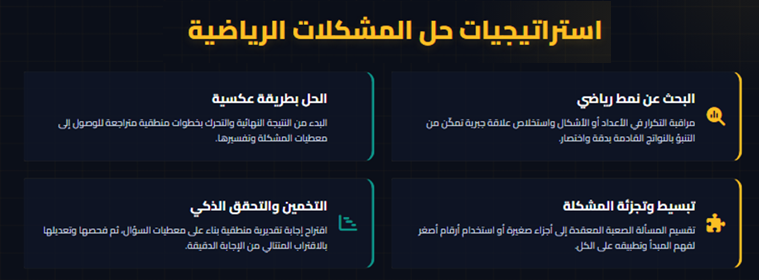 استراتيجيات حل المشكلات الرياضية
البحث عن نمط رياضي
مراقبة التكرار في الأعداد أو الأشكال واستخلاص علاقة جبرية تمكّن من
التنبؤ بالنواتج القادمة بدقة واختصار.
الحل بطريقة عكسية
البدء من النتيجة النهائية والتحرك بخطوات منطقية متراجعة للوصول إلى
معطيات المشكلة وتفسيرها.
تبسيط وتجزئة المشكلة
تقسيم المسألة الصعبة المعقدة إلى أجزاء صغيرة أو استخدام أرقام أصغر
لفهم المبدأ وتطبيقه على الكل.
التخمين والتحقق الذكي
اقتراح إجابة تقديرية منطقية بناء على معطيات السؤال، ثم فحصها وتعديلها
بالاقتراب المتتالي من الإجابة الدقيقة.